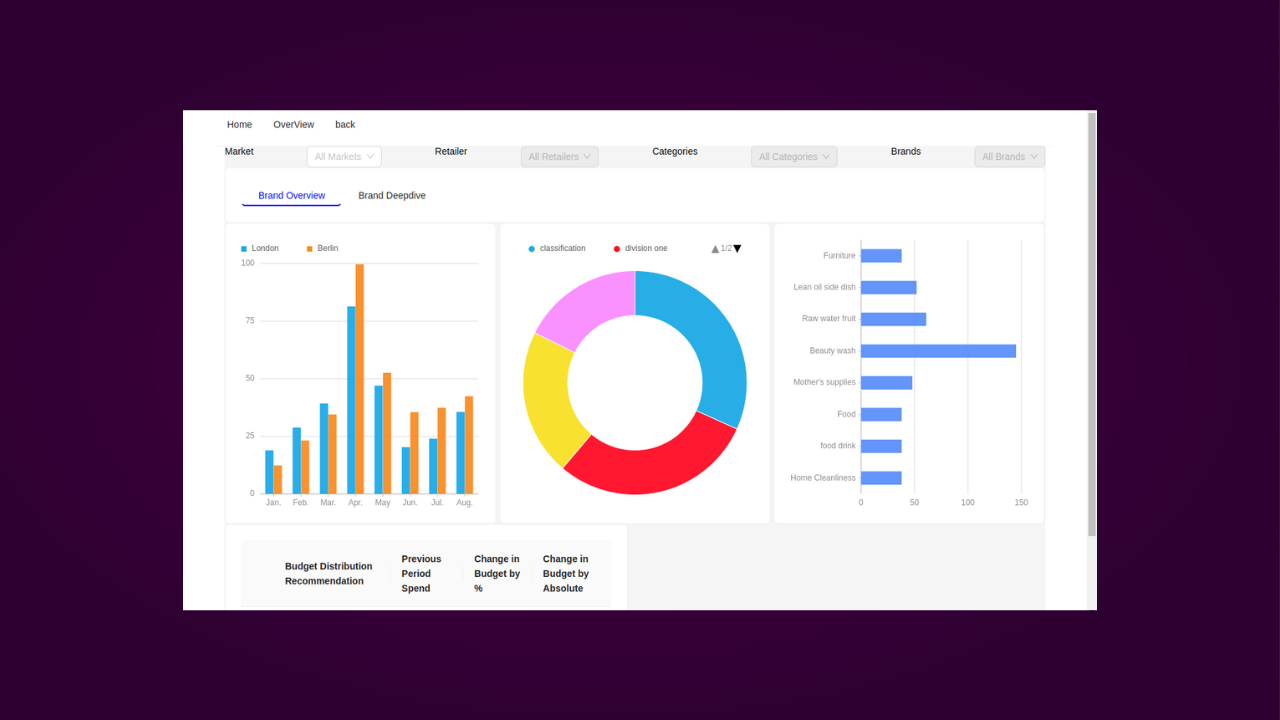 Home OverView back
Market All Markets Retailer All Retailers Categories All Categories Brands All Brands
Brand Overview Brand Deepdive
London Berlin
100
75
50
25
0
Jan. Feb. Mar. Apr. May Jun. Jul. Aug.
classification division one 1/2
Furniture
Lean oil side dish
Raw water fruit
Beauty wash
Mother's supplies
Food
food drink
Home Cleanliness
0 50 100 150
Budget Distribution
Recommendation
Previous
Period
Spend
Change in
Budget by
%
Change in
Budget by
Absolute